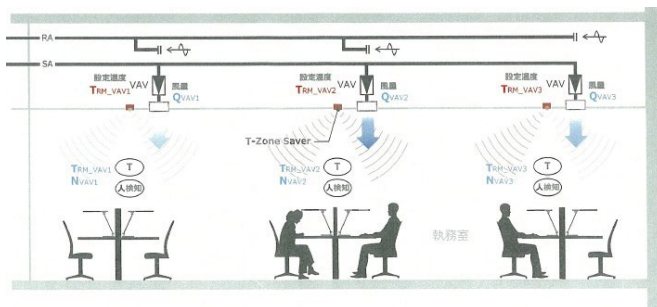 RA
SA
設定温度
TRM_VAV1
VAV
風量
QVAV1
設定温度
TRM_VAV2
VAV
風量
QVAV2
設定温度
TRM_VAV3
VAV
風量
QVAV3
T-Zone Saver
TRM_VAV1
NVAV1
T
人検知
TRM_VAV2
NVAV2
T
人検知
TRM_VAV3
NVAV3
T
人検知
執務室